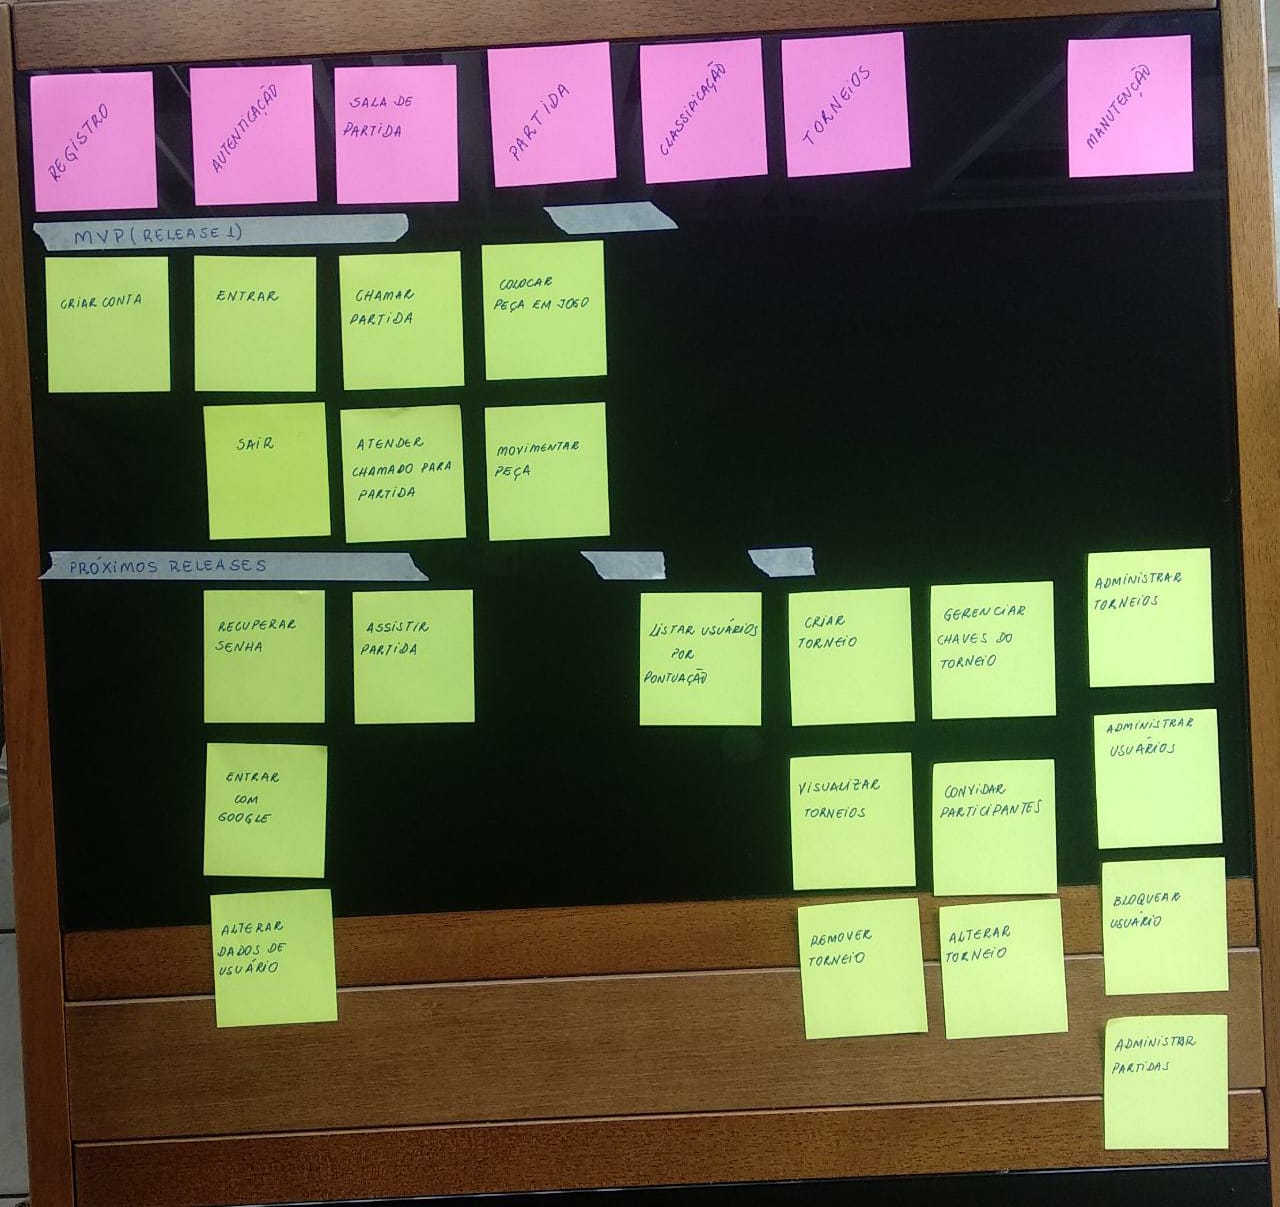 REGISTRO
AUTENTICAÇÃO
SALA DE
PARTIDA
PARTIDA
CLASSIFICAÇÃO
TORNEIOS
MANUTENÇÃO
MVP (RELEASE 1)
CRIAR CONTA
ENTRAR
CHAMAR
PARTIDA
COLOCAR
PEÇA EM JOGO
SAIR
ATENDER
CHAMADO PARA
PARTIDA
MOVIMENTAR
PEÇA
PRÓXIMOS RELEASES
RECUPERAR
SENHA
ASSISTIR
PARTIDA
LISTAR USUÁRIOS
POR
PONTUAÇÃO
CRIAR
TORNEIO
GERENCIAR
CHAVES DO
TORNEIO
ADMINISTRAR
TORNEIOS
ENTRAR
COM
GOOGLE
VISUALIZAR
TORNEIOS
CONVIDAR
PARTICIPANTES
ADMINISTRAR
USUÁRIOS
ALTERAR
DADOS DE
USUÁRIO
REMOVER
TORNEIO
ALTERAR
TORNEIO
BLOQUEAR
USUÁRIO
ADMINISTRAR
PARTIDAS